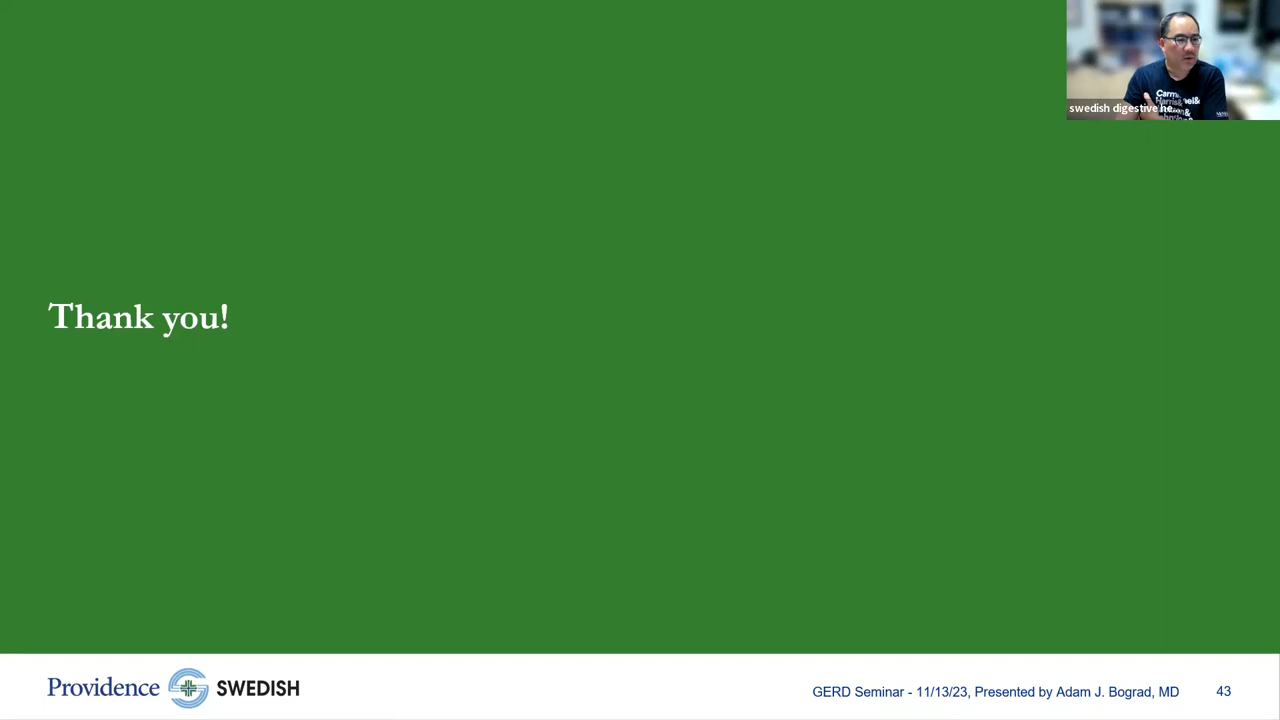 swedish digestive he...
Thank you!
Providence SWEDISH
GERD Seminar - 11/13/23, Presented by Adam J. Bograd, MD
43